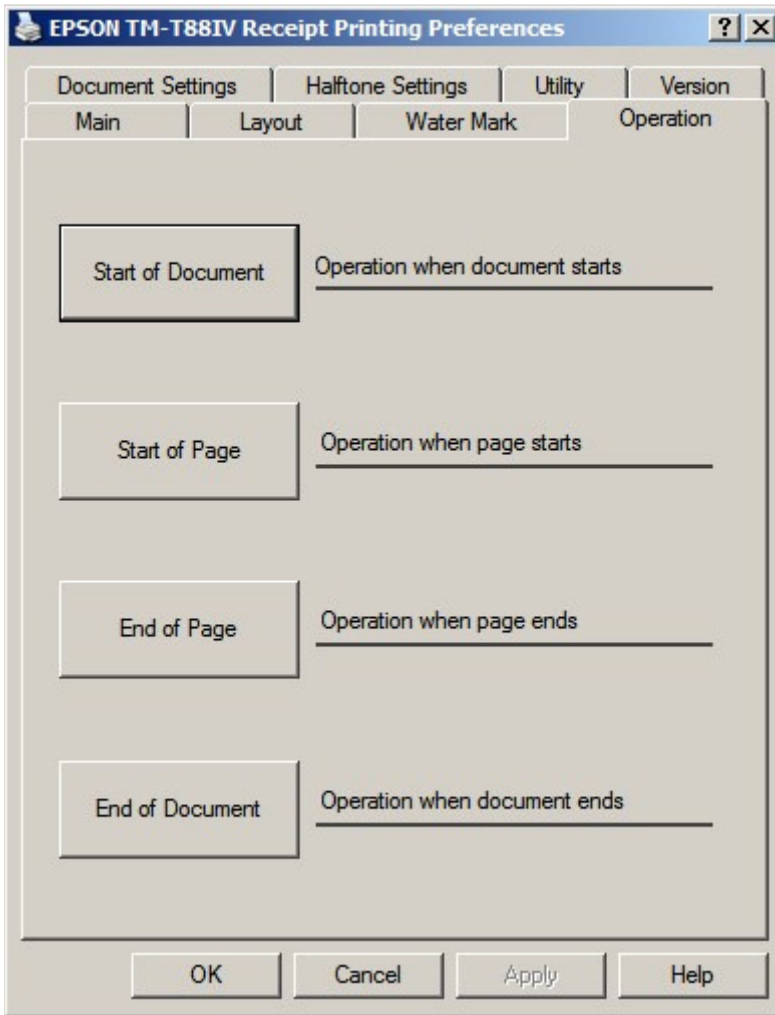 EPSON TM-T88IV Receipt Printing Preferences
Document Settings Halftone Settings Utility Version
Main Layout Water Mark Operation
Start of Document Operation when document starts
Start of Page Operation when page starts
End of Page Operation when page ends
End of Document Operation when document ends
OK Cancel Apply Help